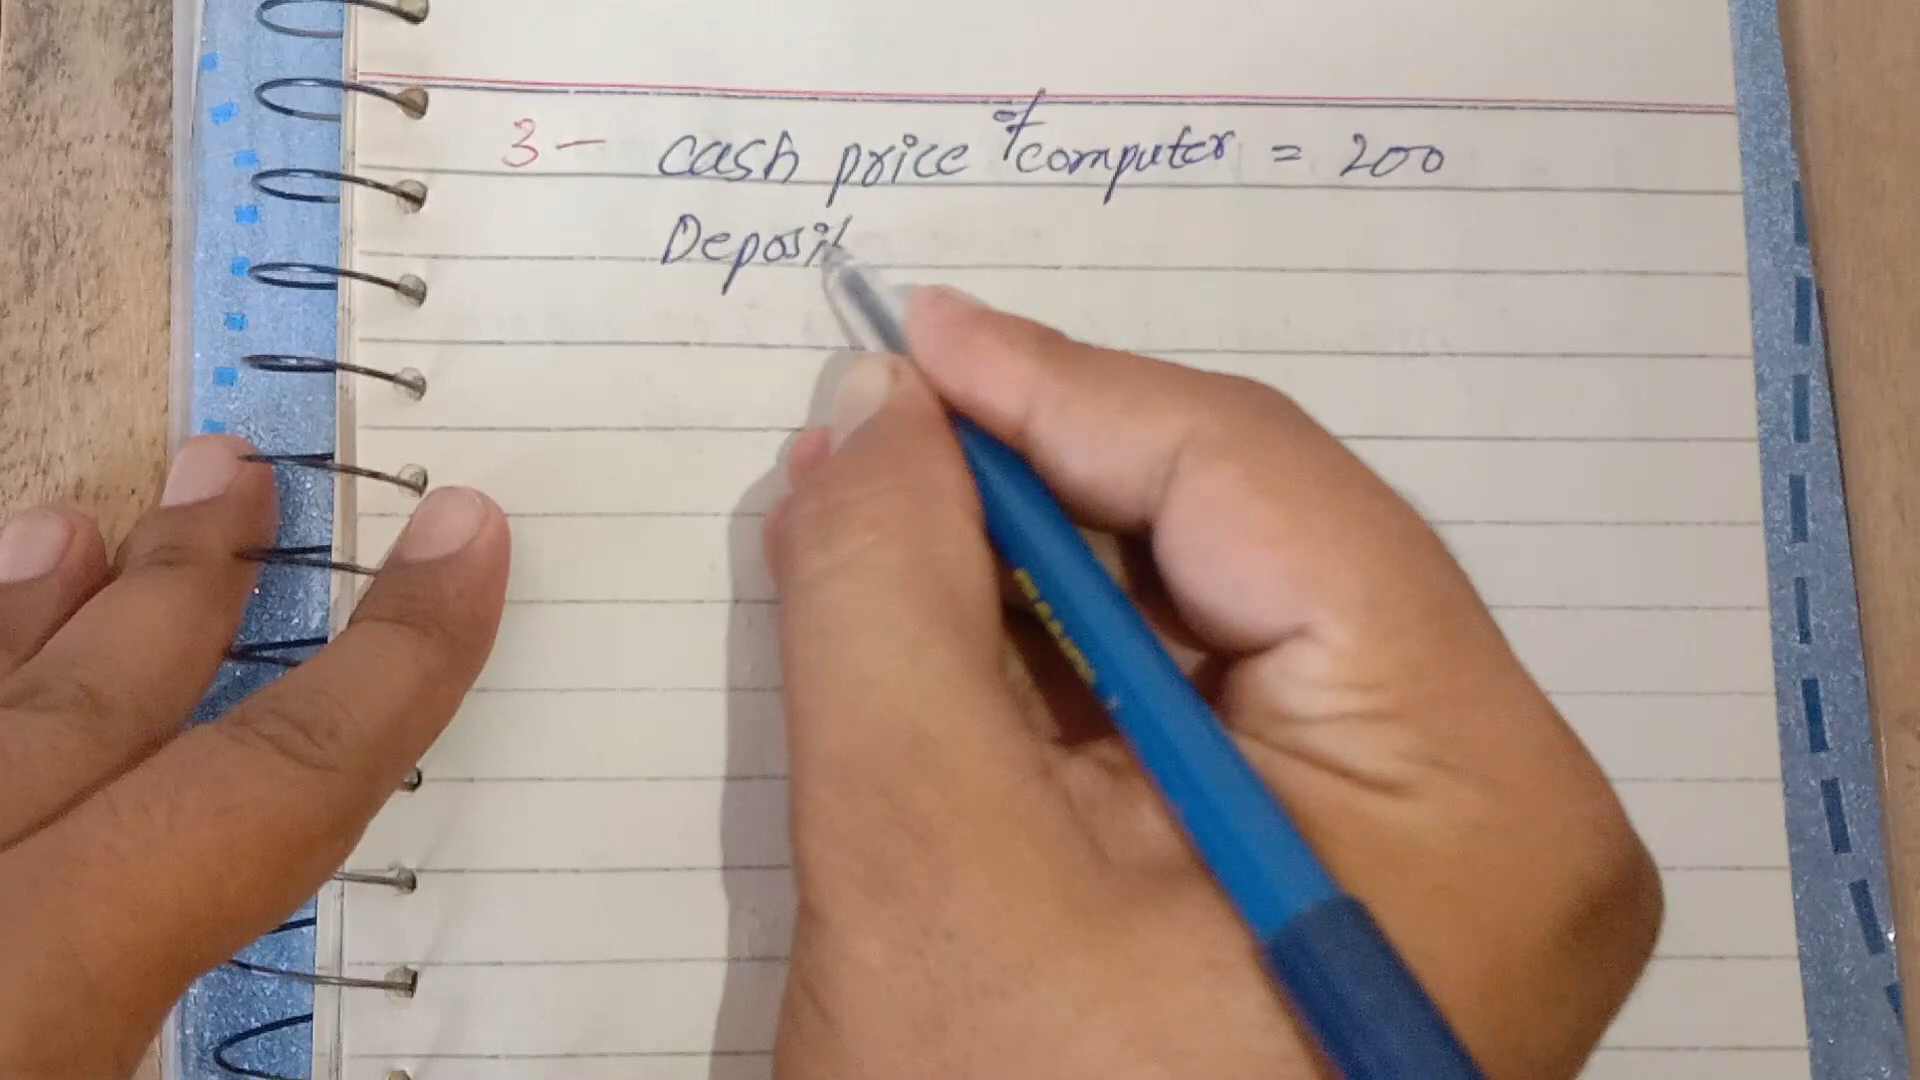 3 - cash price of computer = 200
Deposit